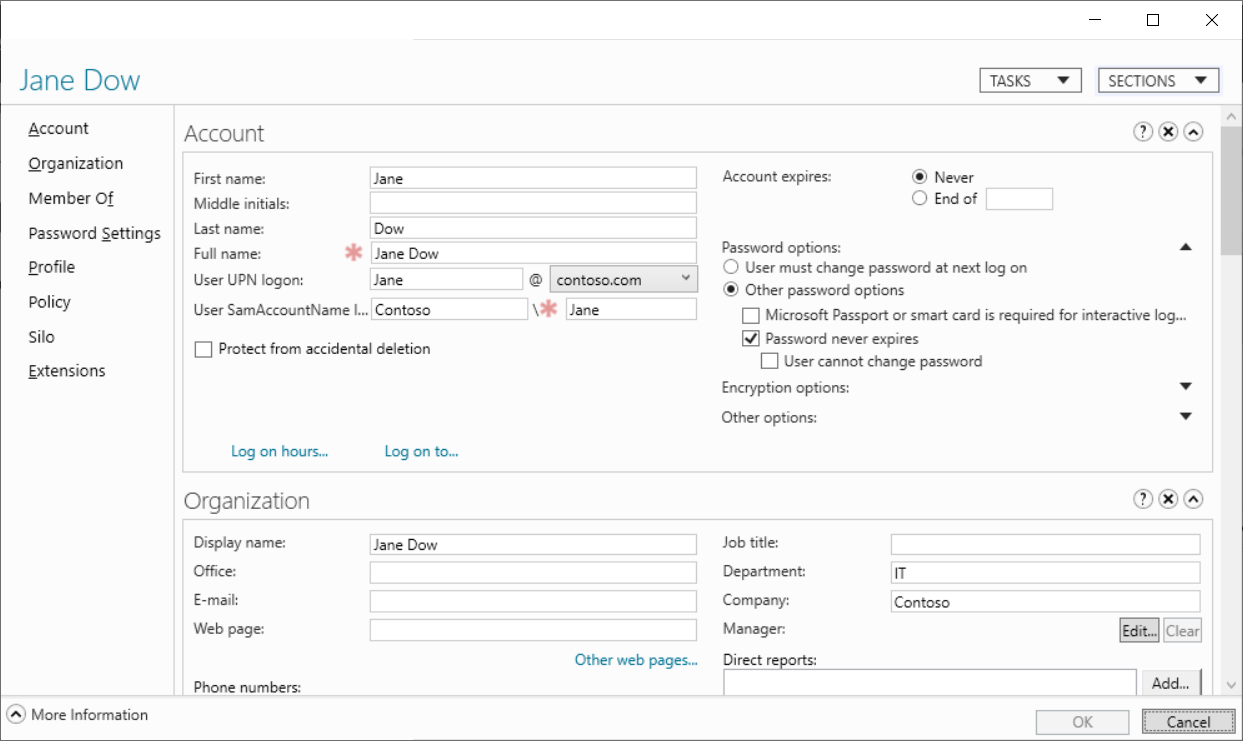 Jane Dow
TASKS
SECTIONS
Account
Organization
Member Of
Password Settings
Profile
Policy
Silo
Extensions
Account
First name: Jane
Middle initials:
Last name: Dow
Full name: * Jane Dow
User UPN logon: Jane @ contoso.com
User SamAccountName l... Contoso \* Jane
Protect from accidental deletion
Log on hours... Log on to...
Account expires: Never
End of
Password options:
User must change password at next log on
Other password options
Microsoft Passport or smart card is required for interactive log...
Password never expires
User cannot change password
Encryption options:
Other options:
Organization
Display name: Jane Dow
Office:
E-mail:
Web page:
Other web pages...
Phone numbers:
Job title:
Department: IT
Company: Contoso
Manager: Edit... Clear
Direct reports:
Add...
More Information
OK Cancel